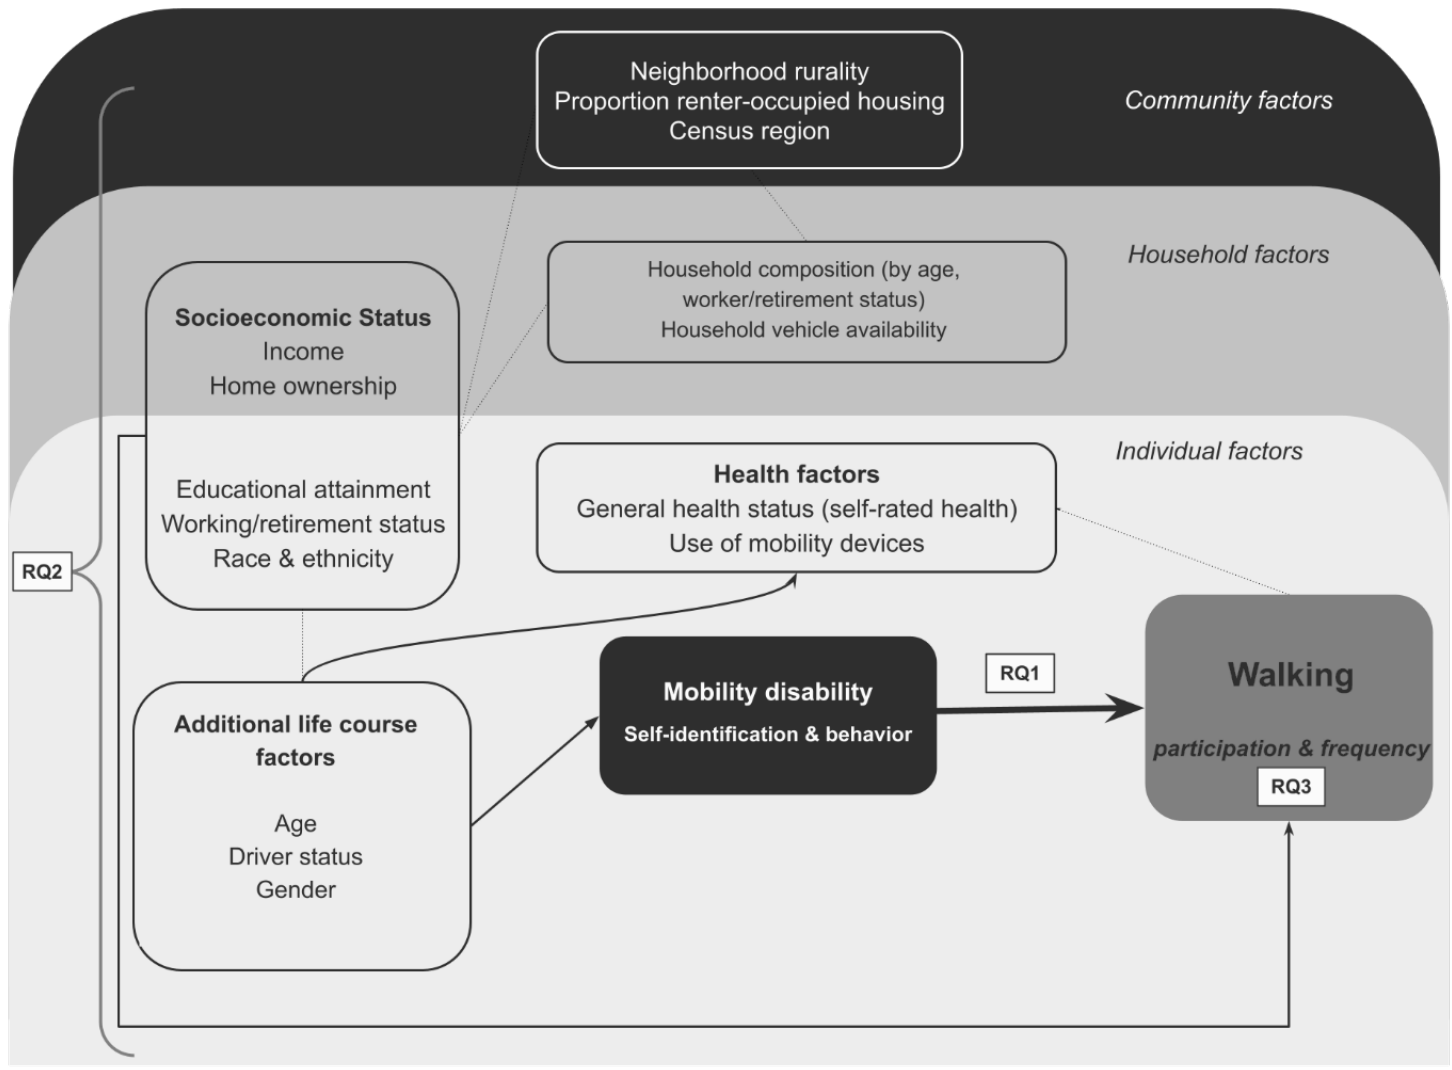 Neighborhood rurality
Proportion renter-occupied housing
Census region
Community factors
Household factors
Household composition (by age,
worker/retirement status)
Household vehicle availability
Socioeconomic Status
Income
Home ownership
Educational attainment
Working/retirement status
Race & ethnicity
Individual factors
Health factors
General health status (self-rated health)
Use of mobility devices
RQ2
Additional life course
factors
Age
Driver status
Gender
Mobility disability
Self-identification & behavior
RQ1
Walking
participation & frequency
RQ3